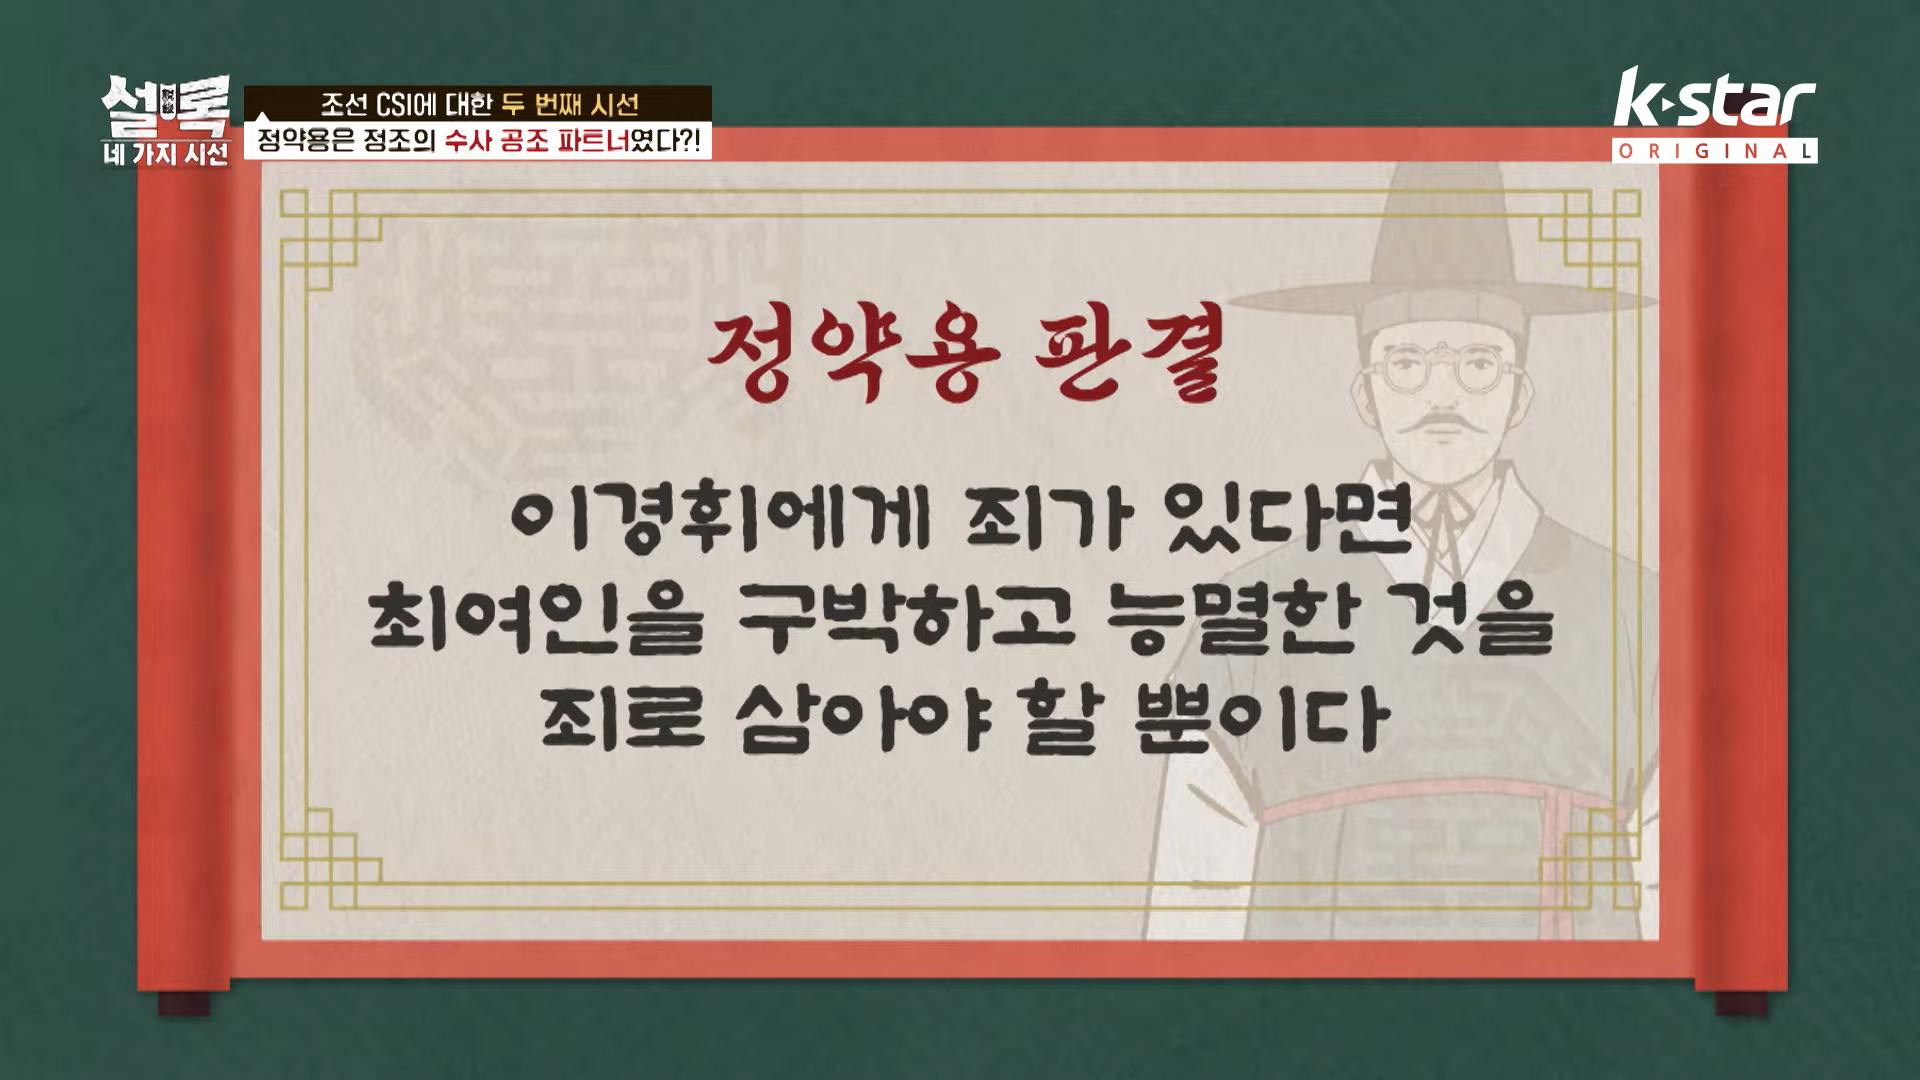 설록
네 가지 시선
조선 CSI에 대한 두 번째 시선
정약용은 정조의 수사 공조 파트너였다?!
k star
ORIGINAL
정약용 판결
이경휘에게 죄가 있다면
최여인을 구박하고 능멸한 것을
죄로 삼아야 할 뿐이다